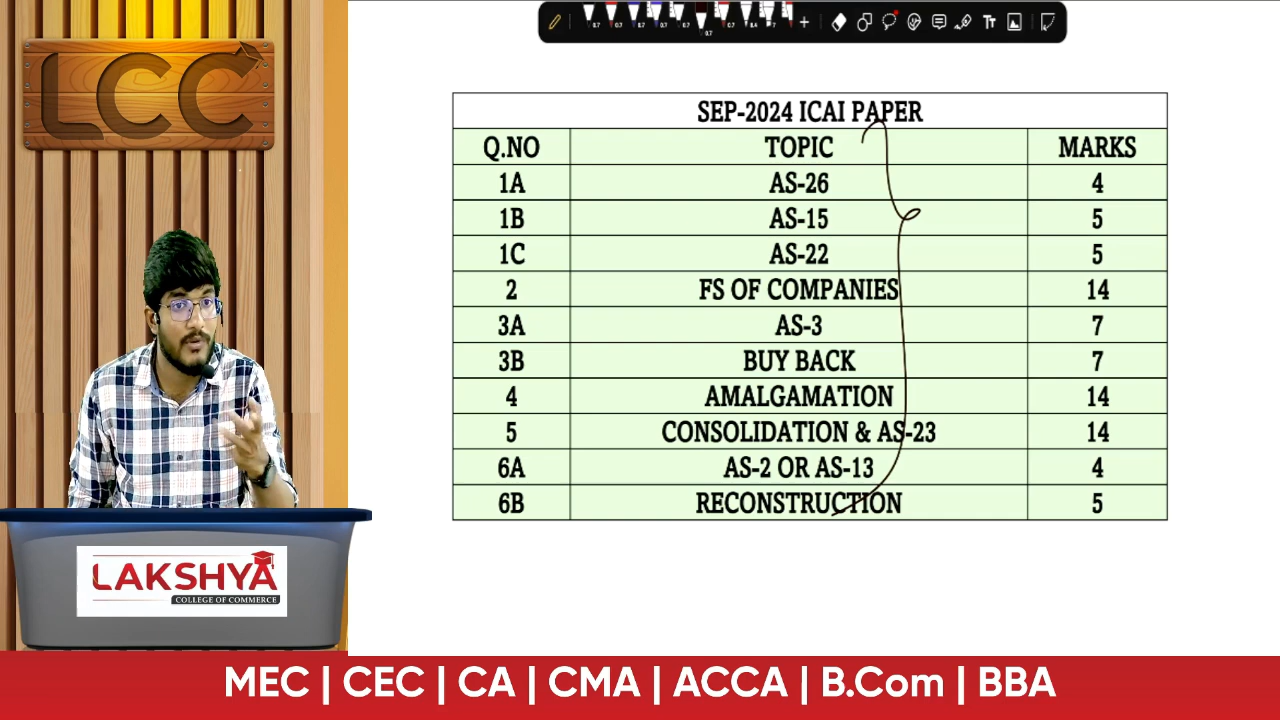 LCC
SEP-2024 ICAI PAPER
Q.NO TOPIC MARKS
1A AS-26 4
1B AS-15 5
1C AS-22 5
2 FS OF COMPANIES 14
3A AS-3 7
3B BUY BACK 7
4 AMALGAMATION 14
5 CONSOLIDATION & AS-23 14
6A AS-2 OR AS-13 4
6B RECONSTRUCTION 5
LAKSHYA
COLLEGE OF COMMERCE
MEC | CEC | CA | CMA | ACCA | B.Com | BBA